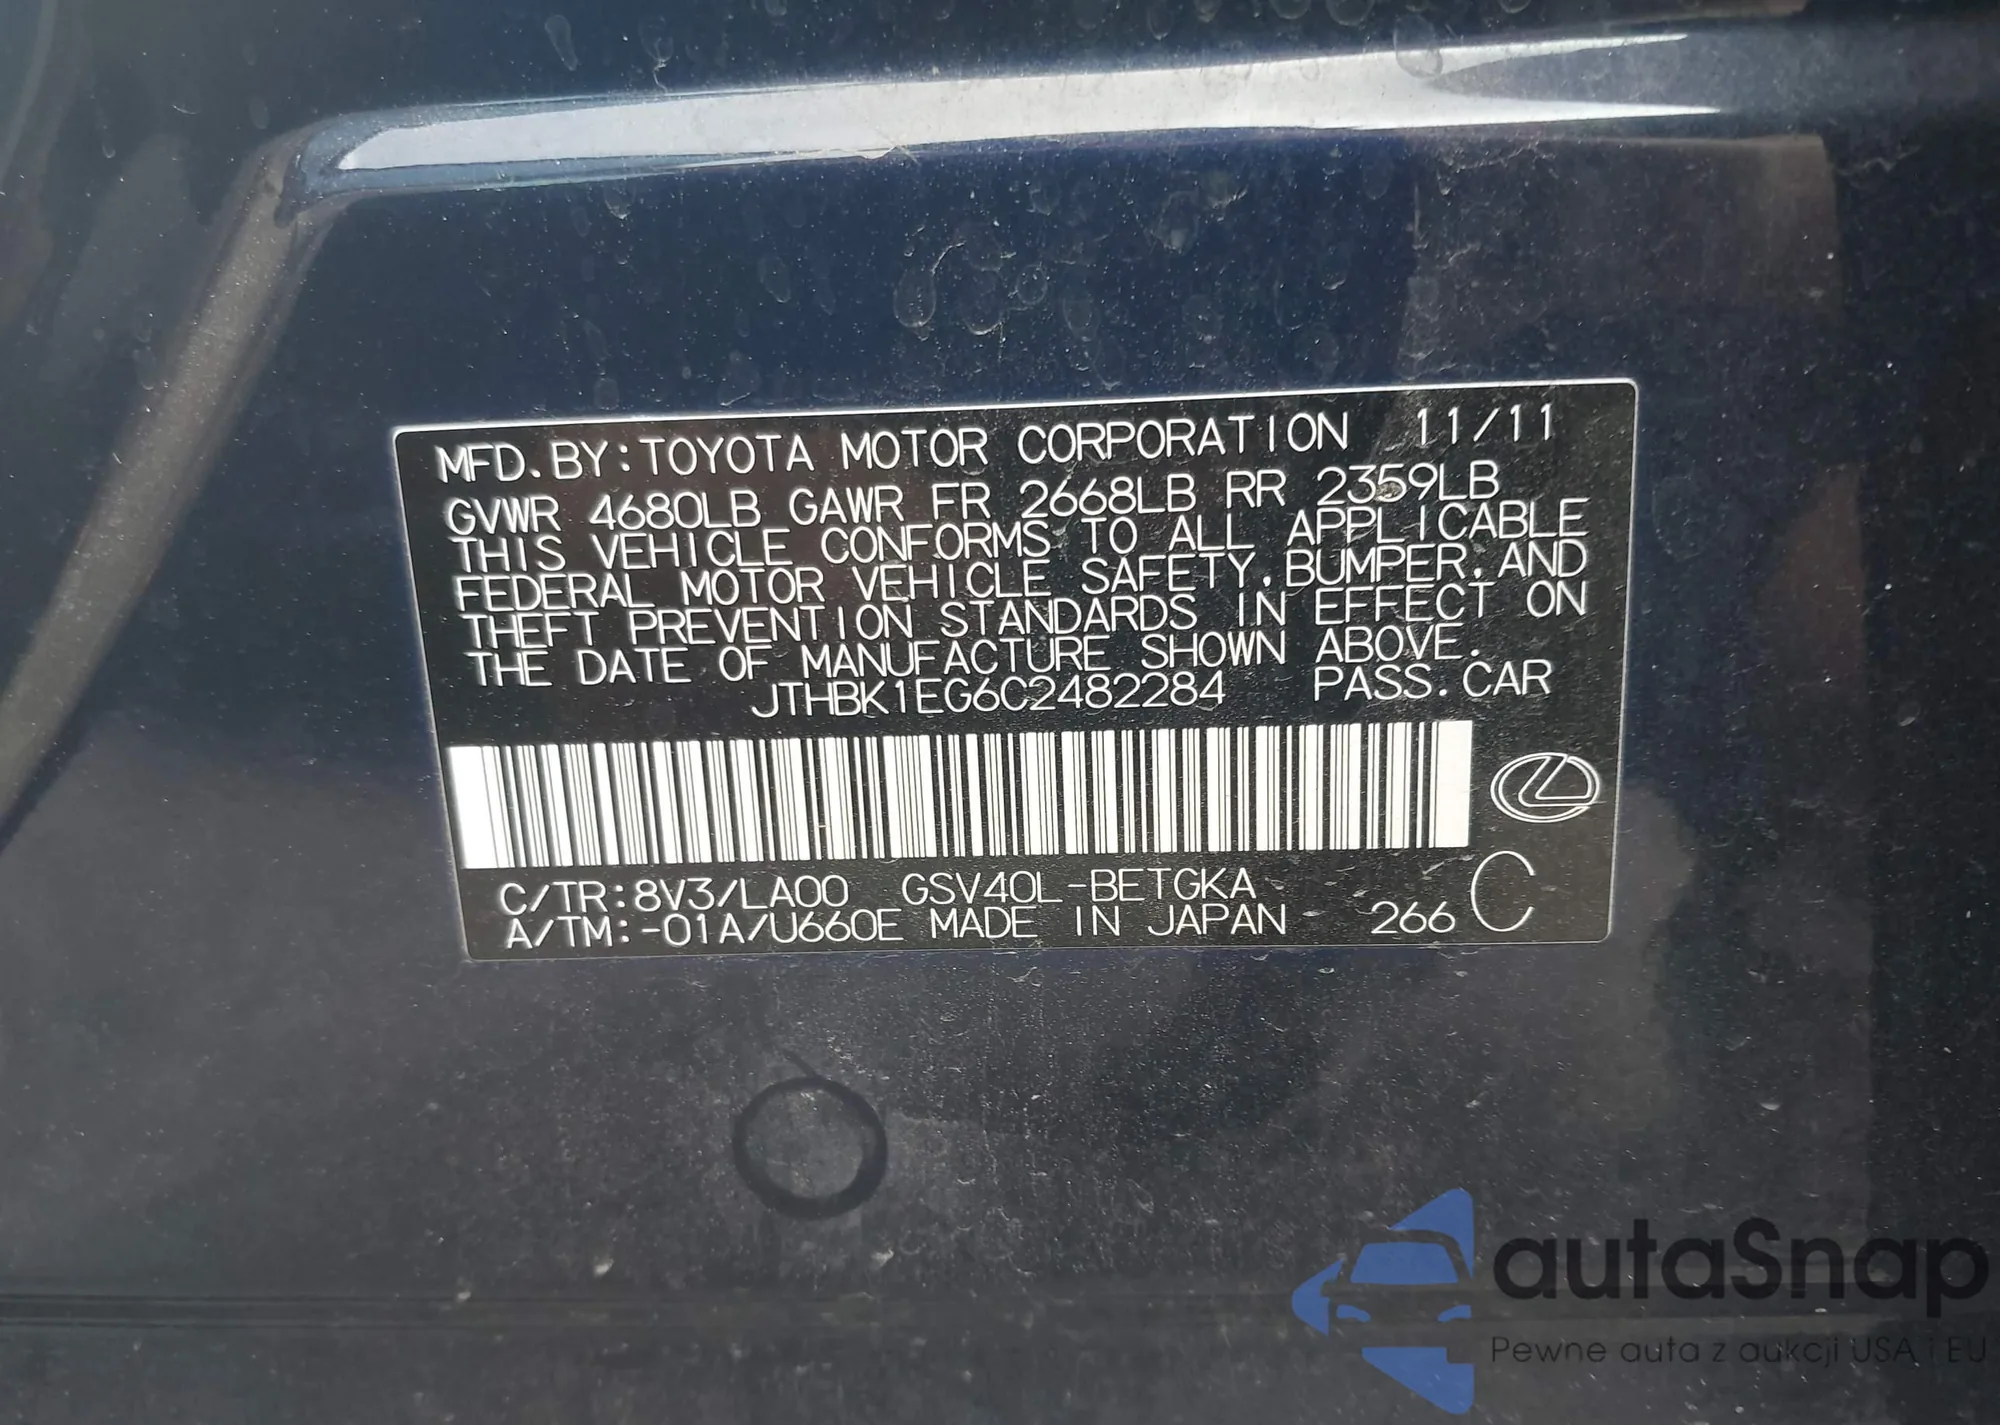 MFD.BY:TOYOTA MOTOR CORPORATION 11/11
GVWR 4680LB GAWR FR 2668LB RR 2359LB
THIS VEHICLE CONFORMS TO ALL APPLICABLE
FEDERAL MOTOR VEHICLE SAFETY,BUMPER,AND
THEFT PREVENTION STANDARDS IN EFFECT ON
THE DATE OF MANUFACTURE SHOWN ABOVE.
JTHBK1EG6C2482284 PASS.CAR
C/TR:8V3/LA00 GSV40L-BETGKA
A/TM:-01A/U660E MADE IN JAPAN 266 C
autaSnap
Pewne auta z aukcji USA i EU